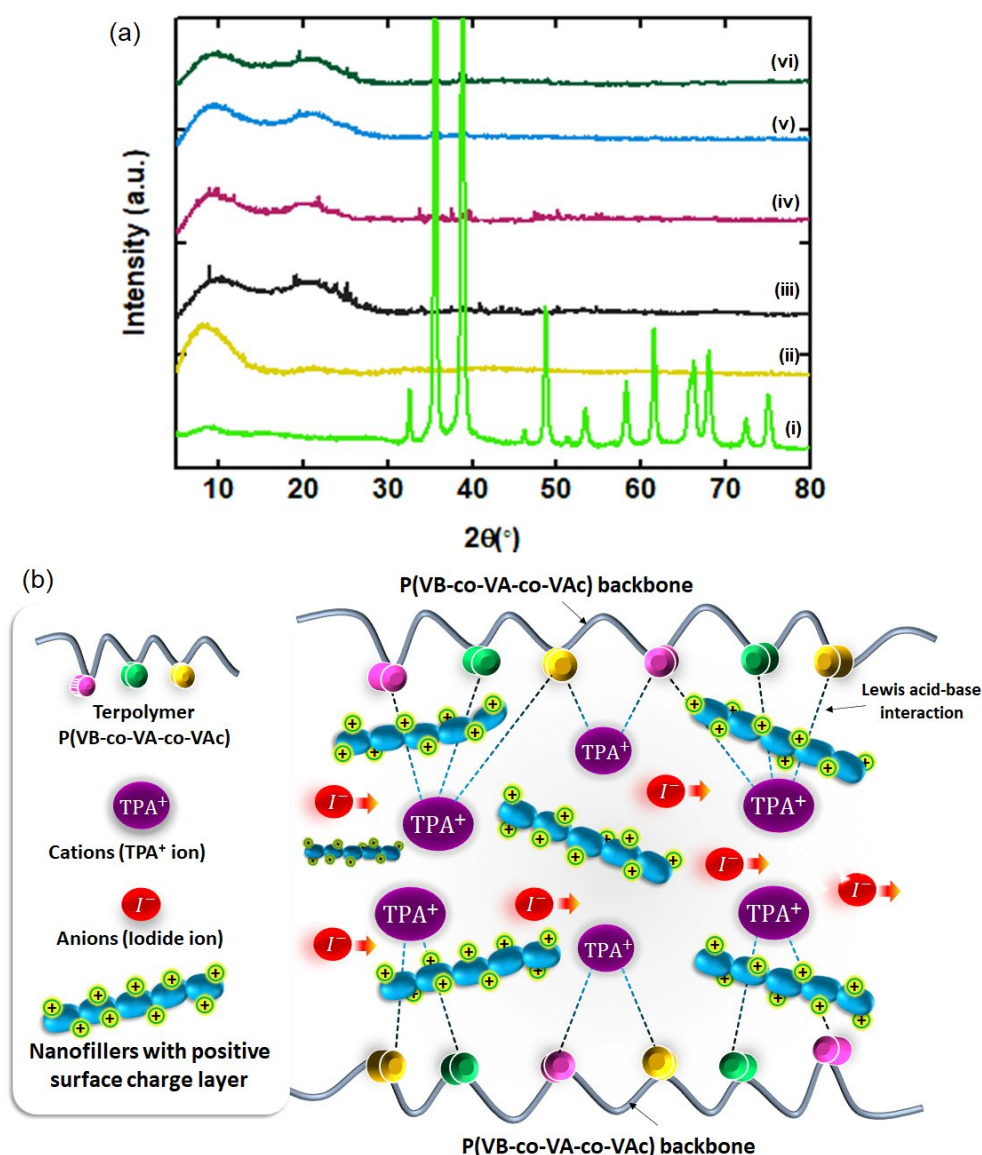 (a)
Intensity (a.u.)
(vi)
(v)
(iv)
(iii)
(ii)
(i)
10 20 30 40 50 60 70 80
2θ(°)
(b)
P(VB-co-VA-co-VAc) backbone
Terpolymer
P(VB-co-VA-co-VAc)
Lewis acid-base
interaction
TPA⁺
Cations (TPA⁺ ion)
I⁻
Anions (Iodide ion)
Nanofillers with positive
surface charge layer
TPA⁺
I⁻
I⁻
TPA⁺
TPA⁺
I⁻
I⁻
TPA⁺
I⁻
TPA⁺
I⁻
TPA⁺
P(VB-co-VA-co-VAc) backbone